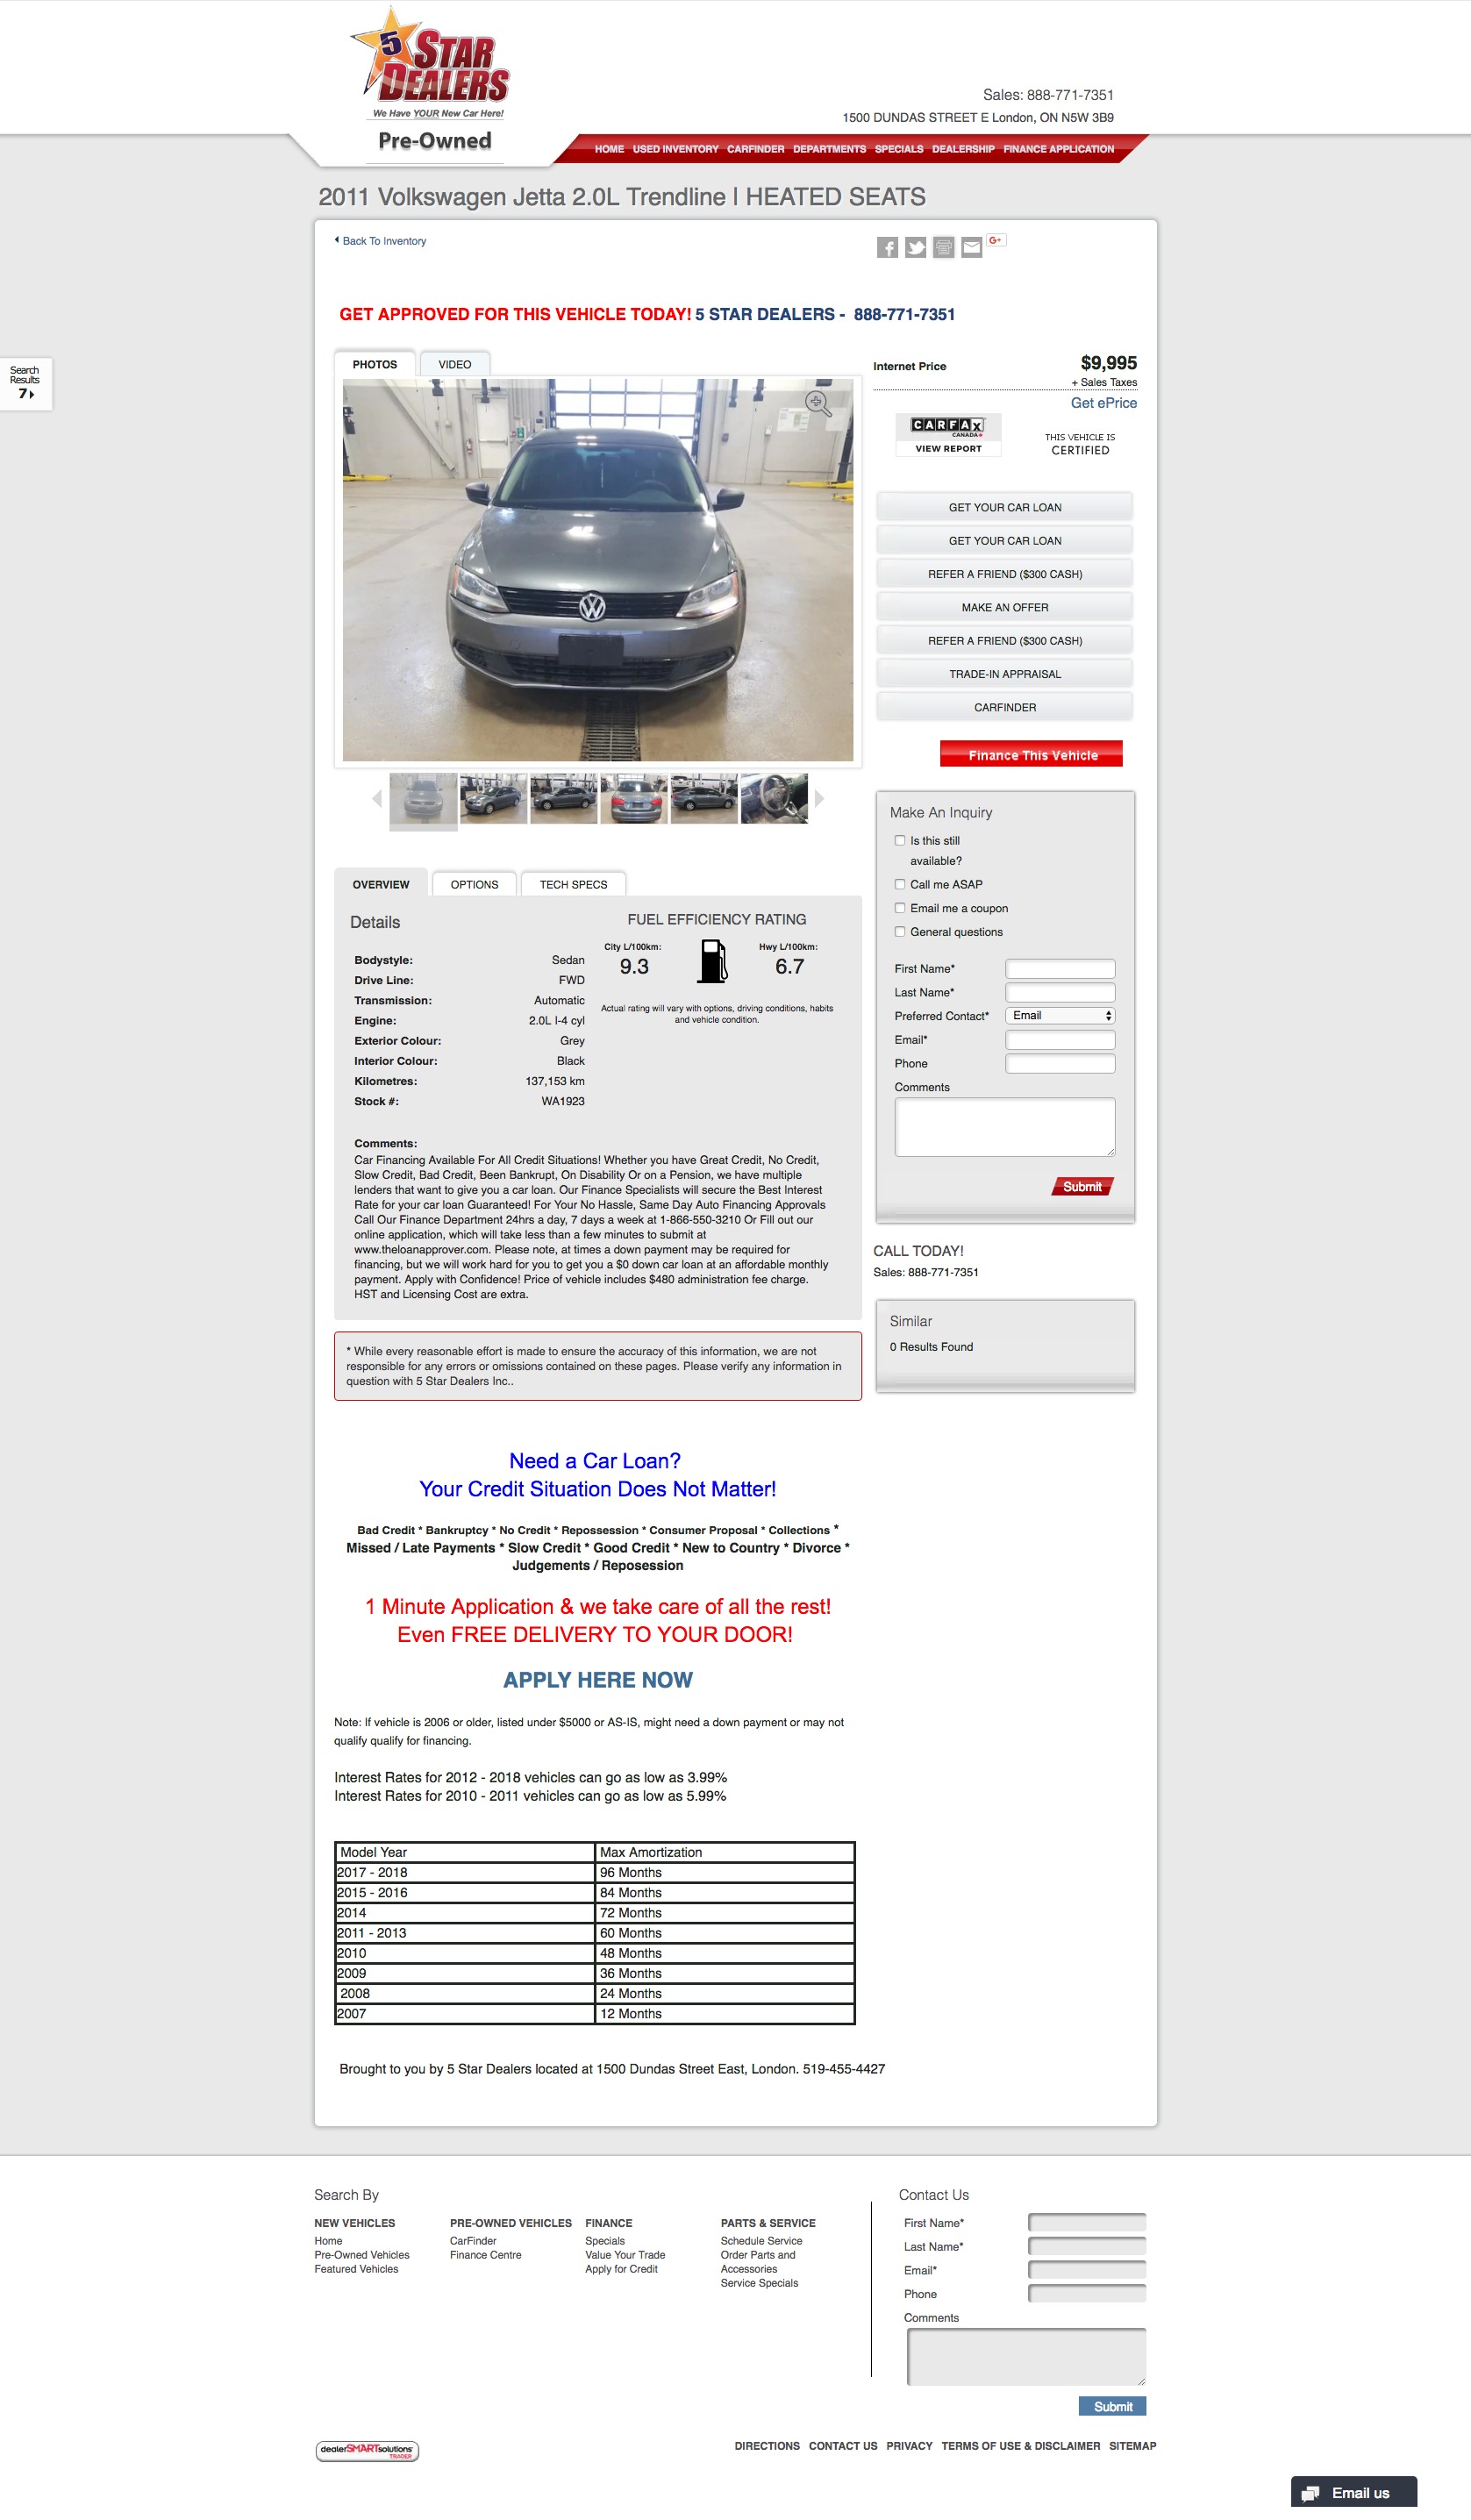 5 STAR
DEALERS
We Have YOUR New Car Here!
Pre-Owned
Sales: 888-771-7351
1500 DUNDAS STREET E London, ON N5W 3B9
HOME USED INVENTORY CARFINDER DEPARTMENTS SPECIALS DEALERSHIP FINANCE APPLICATION
2011 Volkswagen Jetta 2.0L Trendline | HEATED SEATS
Back To Inventory
G+
GET APPROVED FOR THIS VEHICLE TODAY! 5 STAR DEALERS - 888-771-7351
Search
Results
7
PHOTOS VIDEO
Internet Price $9,995
+ Sales Taxes
Get ePrice
CARFAX
CANADA
VIEW REPORT
THIS VEHICLE IS
CERTIFIED
GET YOUR CAR LOAN
GET YOUR CAR LOAN
REFER A FRIEND ($300 CASH)
MAKE AN OFFER
REFER A FRIEND ($300 CASH)
TRADE-IN APPRAISAL
CARFINDER
Finance This Vehicle
Make An Inquiry
Is this still
available?
Call me ASAP
Email me a coupon
General questions
First Name*
Last Name*
Preferred Contact* Email
Email*
Phone
Comments
Submit
CALL TODAY!
Sales: 888-771-7351
Similar
0 Results Found
OVERVIEW OPTIONS TECH SPECS
Details
Bodystyle: Sedan
Drive Line: FWD
Transmission: Automatic
Engine: 2.0L I-4 cyl
Exterior Colour: Grey
Interior Colour: Black
Kilometres: 137,153 km
Stock #: WA1923
FUEL EFFICIENCY RATING
City L/100km: Hwy L/100km:
9.3 6.7
Actual rating will vary with options, driving conditions, habits
and vehicle condition.
Comments:
Car Financing Available For All Credit Situations! Whether you have Great Credit, No Credit,
Slow Credit, Bad Credit, Been Bankrupt, On Disability Or on a Pension, we have multiple
lenders that want to give you a car loan. Our Finance Specialists will secure the Best Interest
Rate for your car loan Guaranteed! For Your No Hassle, Same Day Auto Financing Approvals
Call Our Finance Department 24hrs a day, 7 days a week at 1-866-550-3210 Or Fill out our
online application, which will take less than a few minutes to submit at
www.theloanapprover.com. Please note, at times a down payment may be required for
financing, but we will work hard for you to get you a $0 down car loan at an affordable monthly
payment. Apply with Confidence! Price of vehicle includes $480 administration fee charge.
HST and Licensing Cost are extra.
* While every reasonable effort is made to ensure the accuracy of this information, we are not
responsible for any errors or omissions contained on these pages. Please verify any information in
question with 5 Star Dealers Inc..
Need a Car Loan?
Your Credit Situation Does Not Matter!
Bad Credit * Bankruptcy * No Credit * Repossession * Consumer Proposal * Collections *
Missed / Late Payments * Slow Credit * Good Credit * New to Country * Divorce *
Judgements / Reposession
1 Minute Application & we take care of all the rest!
Even FREE DELIVERY TO YOUR DOOR!
APPLY HERE NOW
Note: If vehicle is 2006 or older, listed under $5000 or AS-IS, might need a down payment or may not
qualify qualify for financing.
Interest Rates for 2012 - 2018 vehicles can go as low as 3.99%
Interest Rates for 2010 - 2011 vehicles can go as low as 5.99%
Model Year Max Amortization
2017 - 2018 96 Months
2015 - 2016 84 Months
2014 72 Months
2011 - 2013 60 Months
2010 48 Months
2009 36 Months
2008 24 Months
2007 12 Months
Brought to you by 5 Star Dealers located at 1500 Dundas Street East, London. 519-455-4427
Search By
NEW VEHICLES
Home
Pre-Owned Vehicles
Featured Vehicles
PRE-OWNED VEHICLES
CarFinder
Finance Centre
FINANCE
Specials
Value Your Trade
Apply for Credit
PARTS & SERVICE
Schedule Service
Order Parts and
Accessories
Service Specials
Contact Us
First Name*
Last Name*
Email*
Phone
Comments
Submit
dealerSMARTsolutions
TRADER
DIRECTIONS CONTACT US PRIVACY TERMS OF USE & DISCLAIMER SITEMAP
Email us